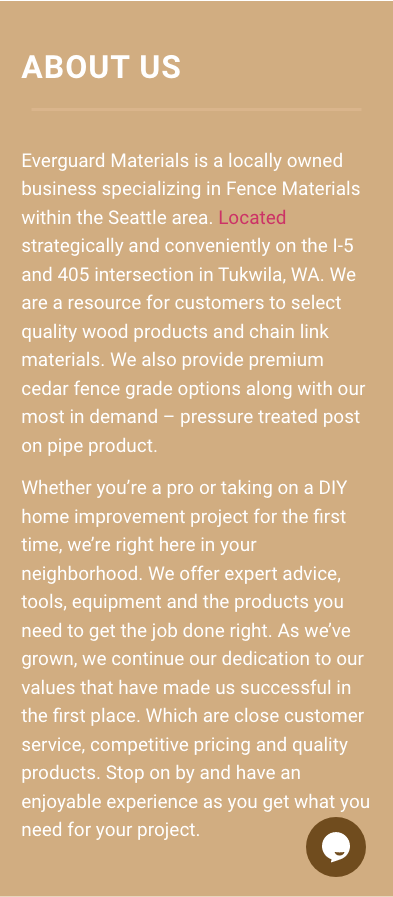 ABOUT US
Everguard Materials is a locally owned
business specializing in Fence Materials
within the Seattle area. Located
strategically and conveniently on the I-5
and 405 intersection in Tukwila, WA. We
are a resource for customers to select
quality wood products and chain link
materials. We also provide premium
cedar fence grade options along with our
most in demand – pressure treated post
on pipe product.
Whether you’re a pro or taking on a DIY
home improvement project for the first
time, we’re right here in your
neighborhood. We offer expert advice,
tools, equipment and the products you
need to get the job done right. As we’ve
grown, we continue our dedication to our
values that have made us successful in
the first place. Which are close customer
service, competitive pricing and quality
products. Stop on by and have an
enjoyable experience as you get what you
need for your project.